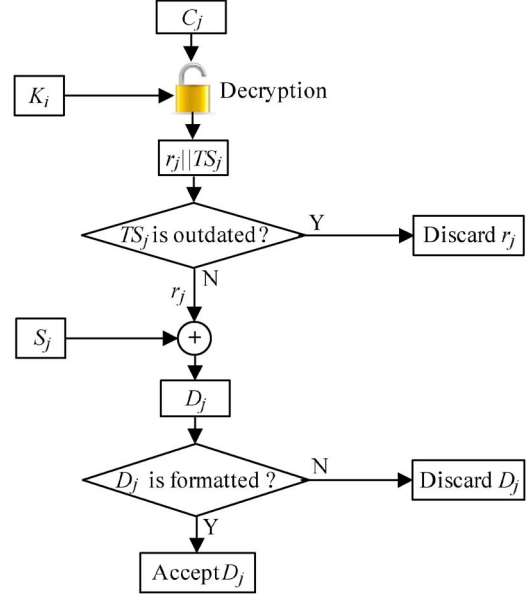 C_j
K_i
Decryption
r_j||TS_j
TS_j is outdated ?
Y
Discard r_j
N
r_j
S_j
+
D_j
D_j is formatted ?
N
Discard D_j
Y
Accept D_j